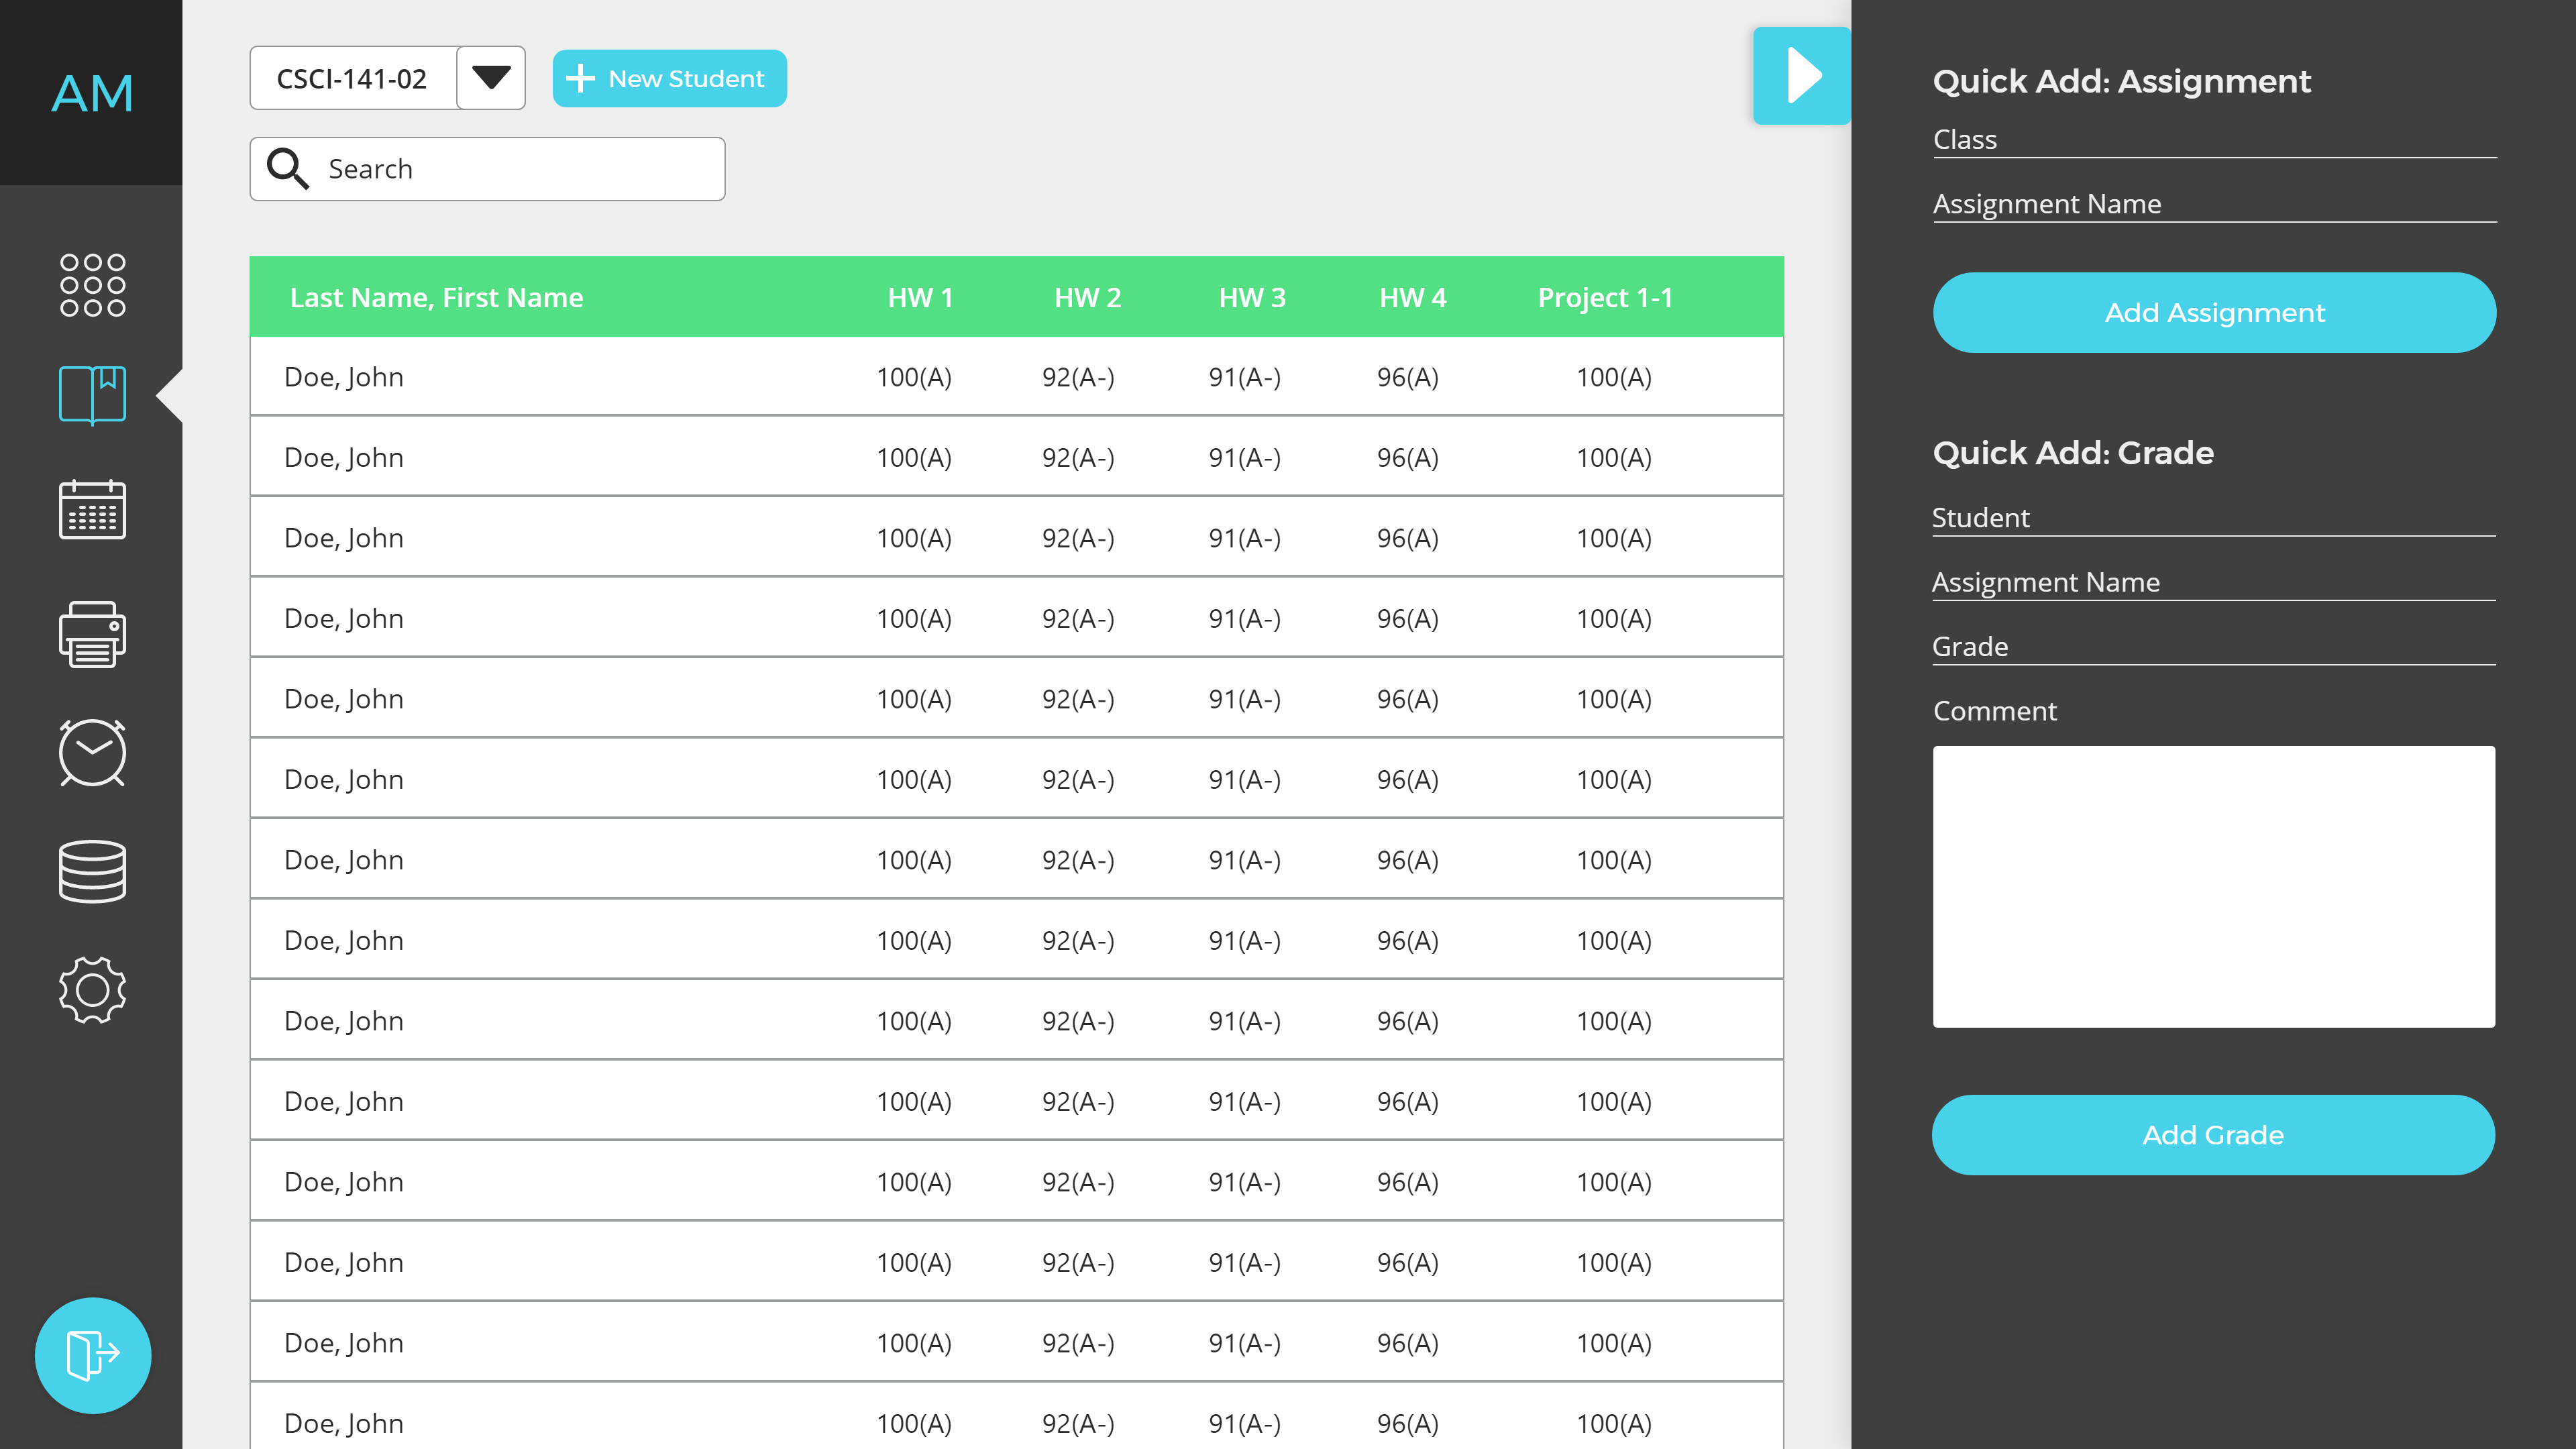 AM
CSCI-141-02
New Student
Search
Last Name, First Name HW 1 HW 2 HW 3 HW 4 Project 1-1
Doe, John 100(A) 92(A-) 91(A-) 96(A) 100(A)
Doe, John 100(A) 92(A-) 91(A-) 96(A) 100(A)
Doe, John 100(A) 92(A-) 91(A-) 96(A) 100(A)
Doe, John 100(A) 92(A-) 91(A-) 96(A) 100(A)
Doe, John 100(A) 92(A-) 91(A-) 96(A) 100(A)
Doe, John 100(A) 92(A-) 91(A-) 96(A) 100(A)
Doe, John 100(A) 92(A-) 91(A-) 96(A) 100(A)
Doe, John 100(A) 92(A-) 91(A-) 96(A) 100(A)
Doe, John 100(A) 92(A-) 91(A-) 96(A) 100(A)
Doe, John 100(A) 92(A-) 91(A-) 96(A) 100(A)
Doe, John 100(A) 92(A-) 91(A-) 96(A) 100(A)
Doe, John 100(A) 92(A-) 91(A-) 96(A) 100(A)
Doe, John 100(A) 92(A-) 91(A-) 96(A) 100(A)
Doe, John 100(A) 92(A-) 91(A-) 96(A) 100(A)
Quick Add: Assignment
Class
Assignment Name
Add Assignment
Quick Add: Grade
Student
Assignment Name
Grade
Comment
Add Grade